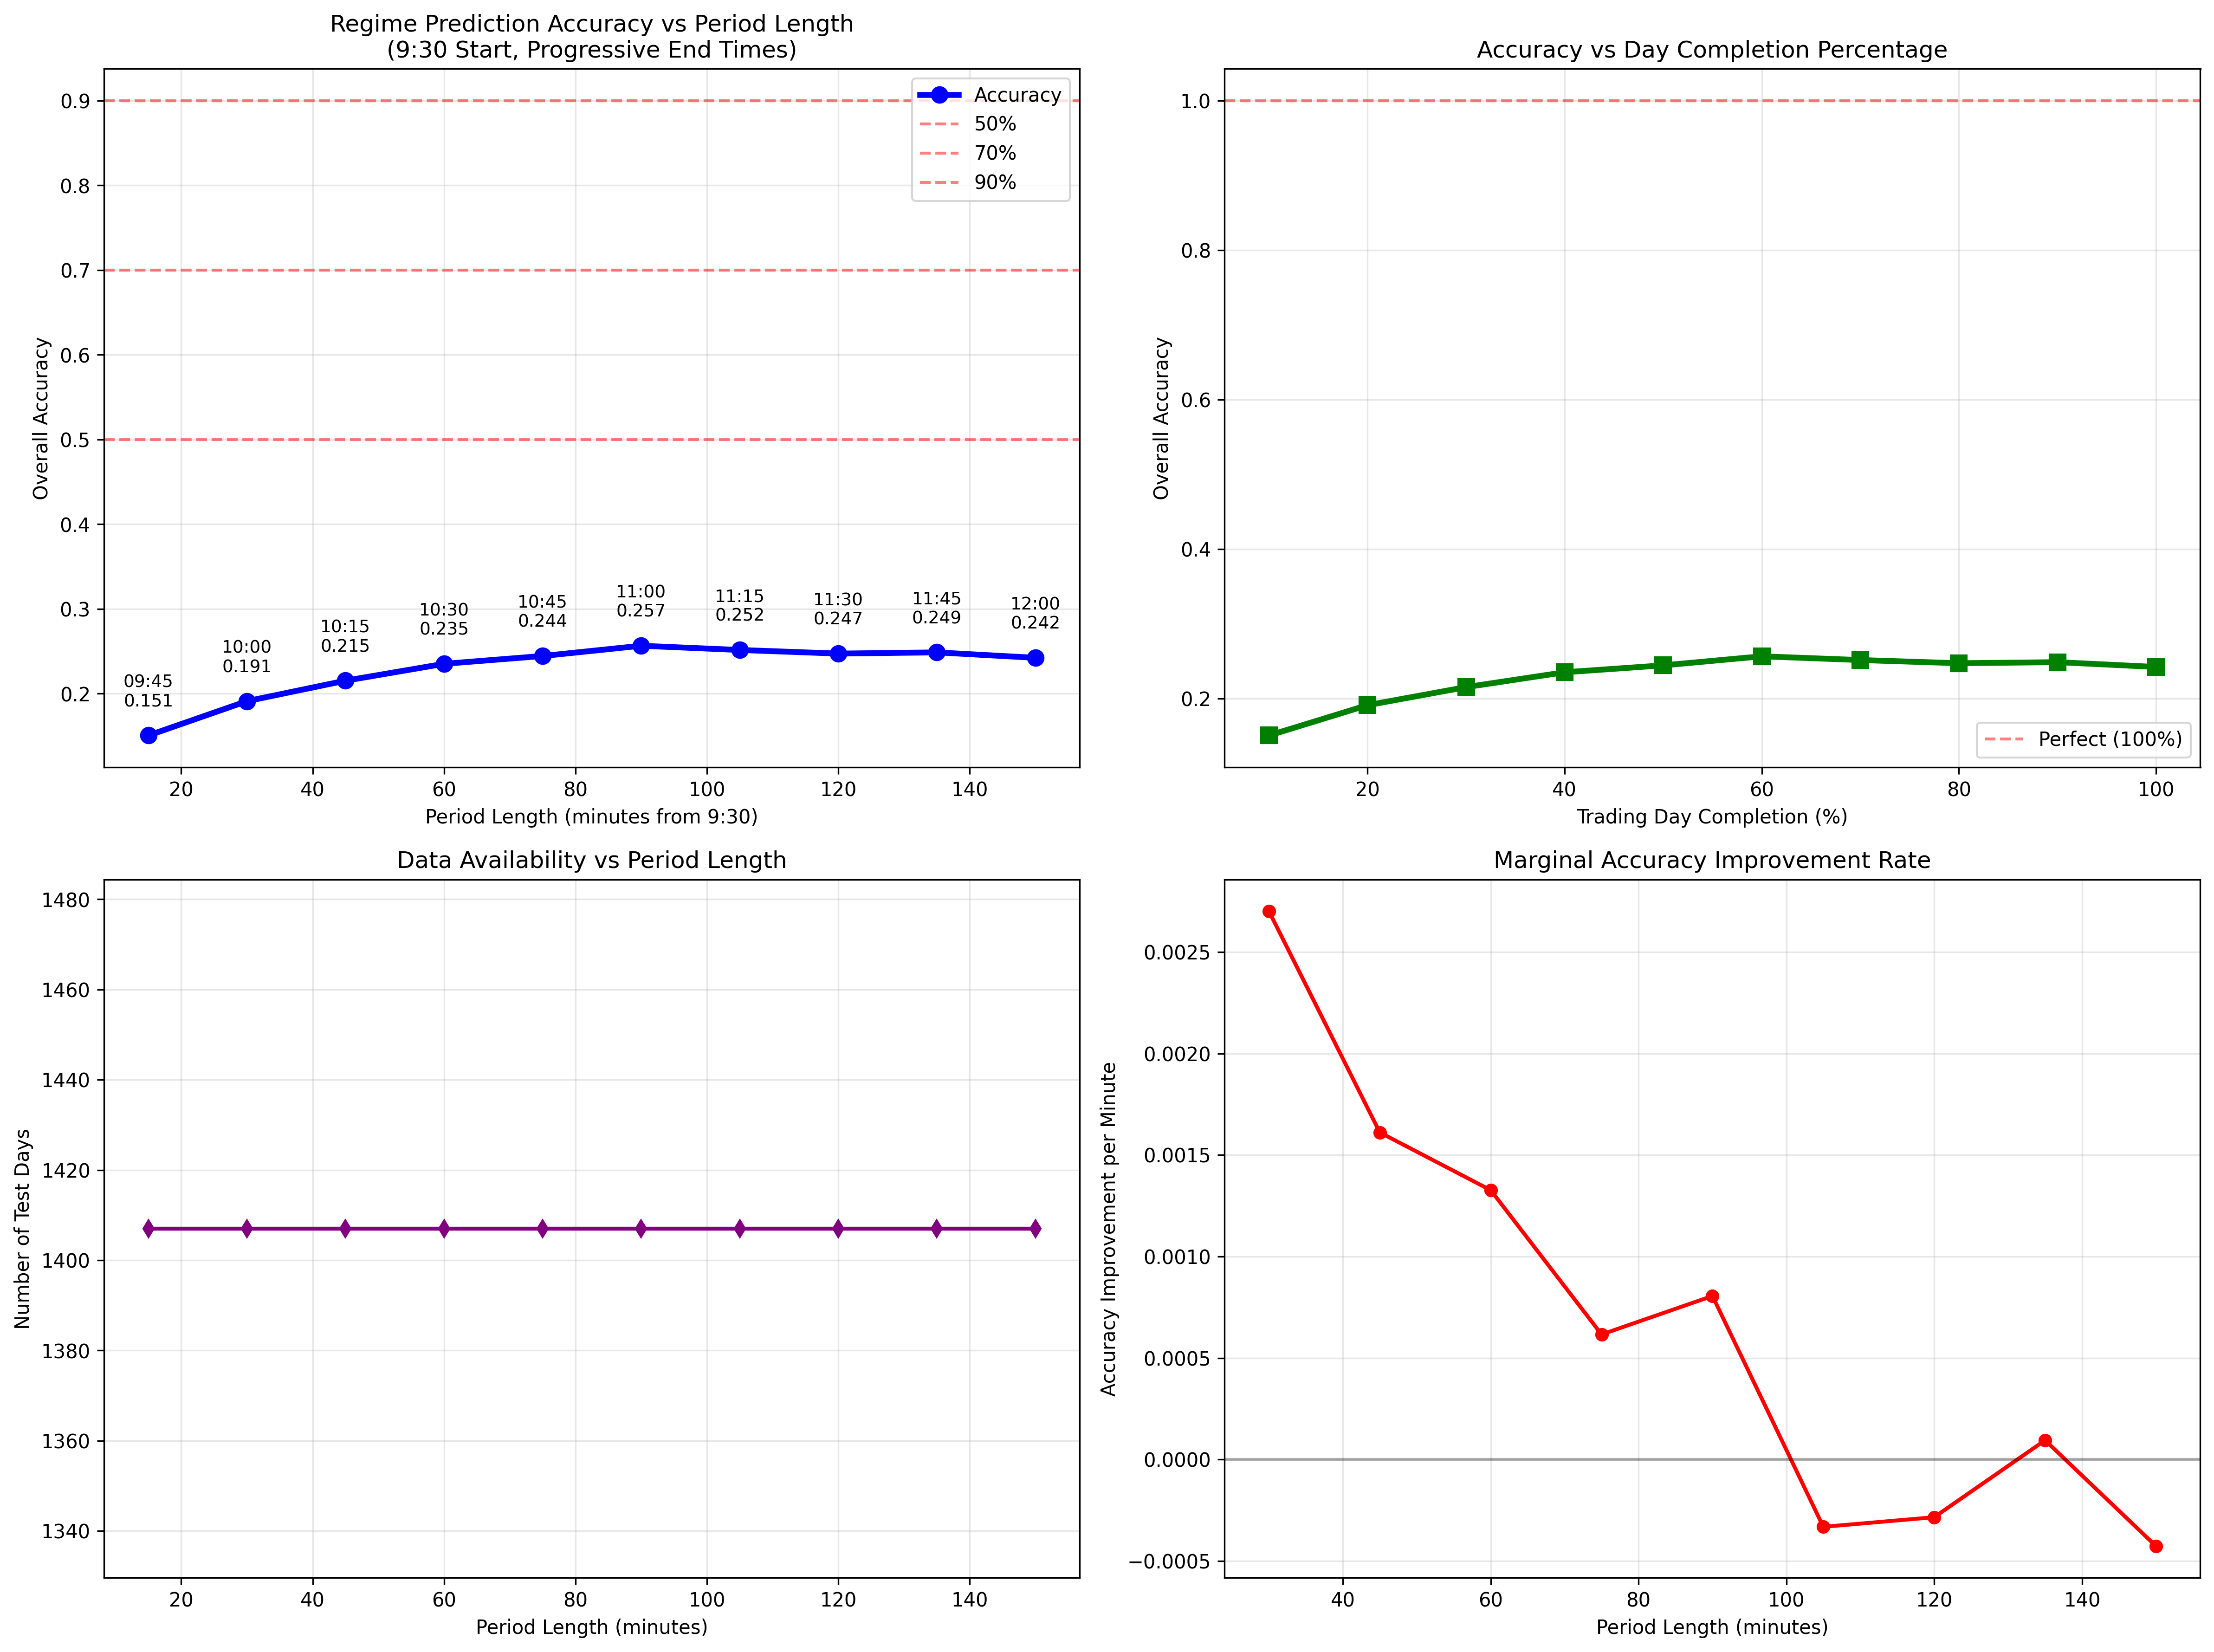 Regime Prediction Accuracy vs Period Length
(9:30 Start, Progressive End Times)
Overall Accuracy
0.9
0.8
0.7
0.6
0.5
0.4
0.3
0.2
Accuracy
50%
70%
90%
09:45
0.151
10:00
0.191
10:15
0.215
10:30
0.235
10:45
0.244
11:00
0.257
11:15
0.252
11:30
0.247
11:45
0.249
12:00
0.242
20 40 60 80 100 120 140
Period Length (minutes from 9:30)
Accuracy vs Day Completion Percentage
Overall Accuracy
1.0
0.8
0.6
0.4
0.2
Perfect (100%)
20 40 60 80 100
Trading Day Completion (%)
Data Availability vs Period Length
Number of Test Days
1480
1460
1440
1420
1400
1380
1360
1340
20 40 60 80 100 120 140
Period Length (minutes)
Marginal Accuracy Improvement Rate
Accuracy Improvement per Minute
0.0025
0.0020
0.0015
0.0010
0.0005
0.0000
−0.0005
40 60 80 100 120 140
Period Length (minutes)